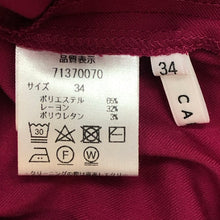 品質表示
71370070
サイズ 34
ポリエステル 65%
レーヨン 32%
ポリウレタン 3%
30
P W
34
CA